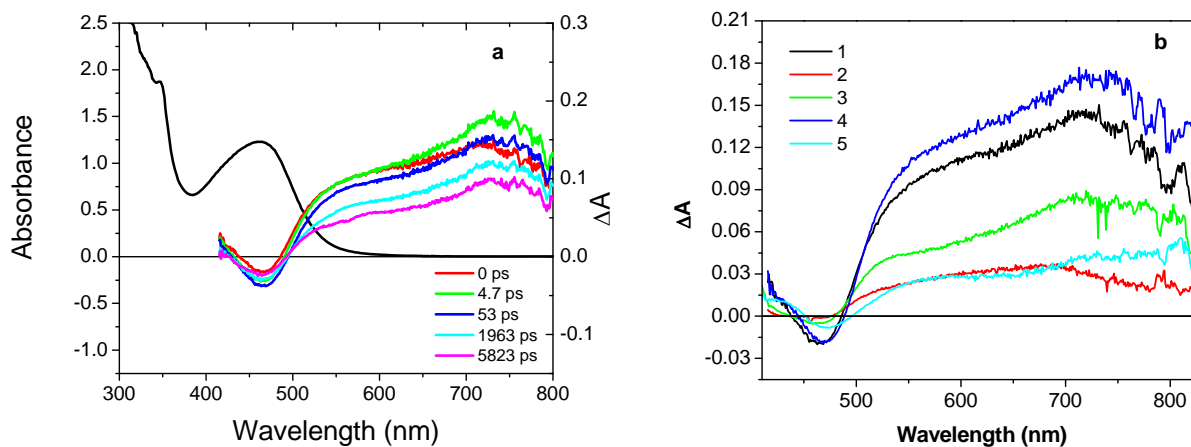 2.5
2.0
1.5
1.0
0.5
0.0
-0.5
-1.0
Absorbance
a
0.3
0.2
0.1
0.0
-0.1
ΔA
0 ps
4.7 ps
53 ps
1963 ps
5823 ps
300 400 500 600 700 800
Wavelength (nm)
0.21
0.18
0.15
0.12
0.09
0.06
0.03
0.00
-0.03
ΔA
b
1
2
3
4
5
500 600 700 800
Wavelength (nm)